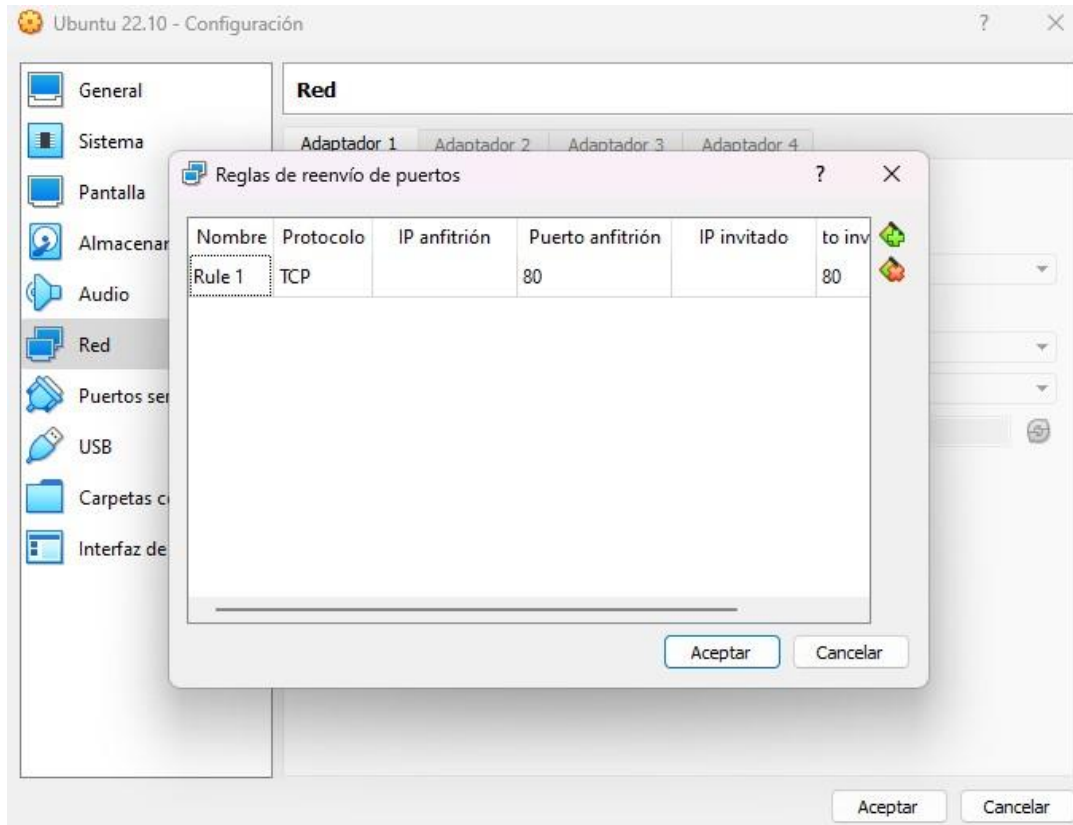 Ubuntu 22.10 - Configuración ?
General
Sistema
Pantalla
Almacenar
Audio
Red
Puertos ser
USB
Carpetas c
Interfaz de
Red
Adaptador 1 Adaptador 2 Adaptador 3 Adaptador 4
Reglas de reenvío de puertos ?
Nombre Protocolo IP anfitrión Puerto anfitrión IP invitado to inv
Rule 1 TCP 80 80
Aceptar Cancelar
Aceptar Cancelar